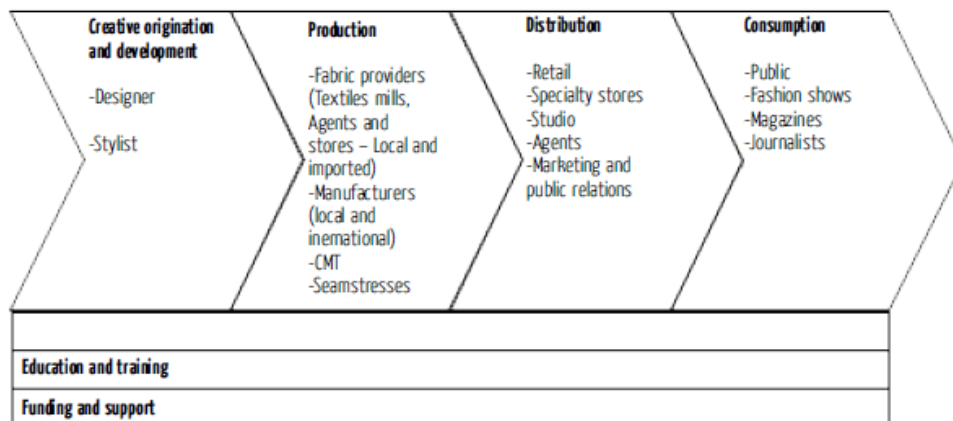 Creative origination
and development
-Designer
-Stylist
Production
-Fabric providers
(Textiles mills,
Agents and
stores – Local and
imported)
-Manufacturers
(local and
inemational)
-CMT
-Seamstresses
Distribution
-Retail
-Specialty stores
-Studio
-Agents
-Marketing and
public relations
Consumption
-Public
-Fashion shows
-Magazines
-Journalists
Education and training
Funding and support